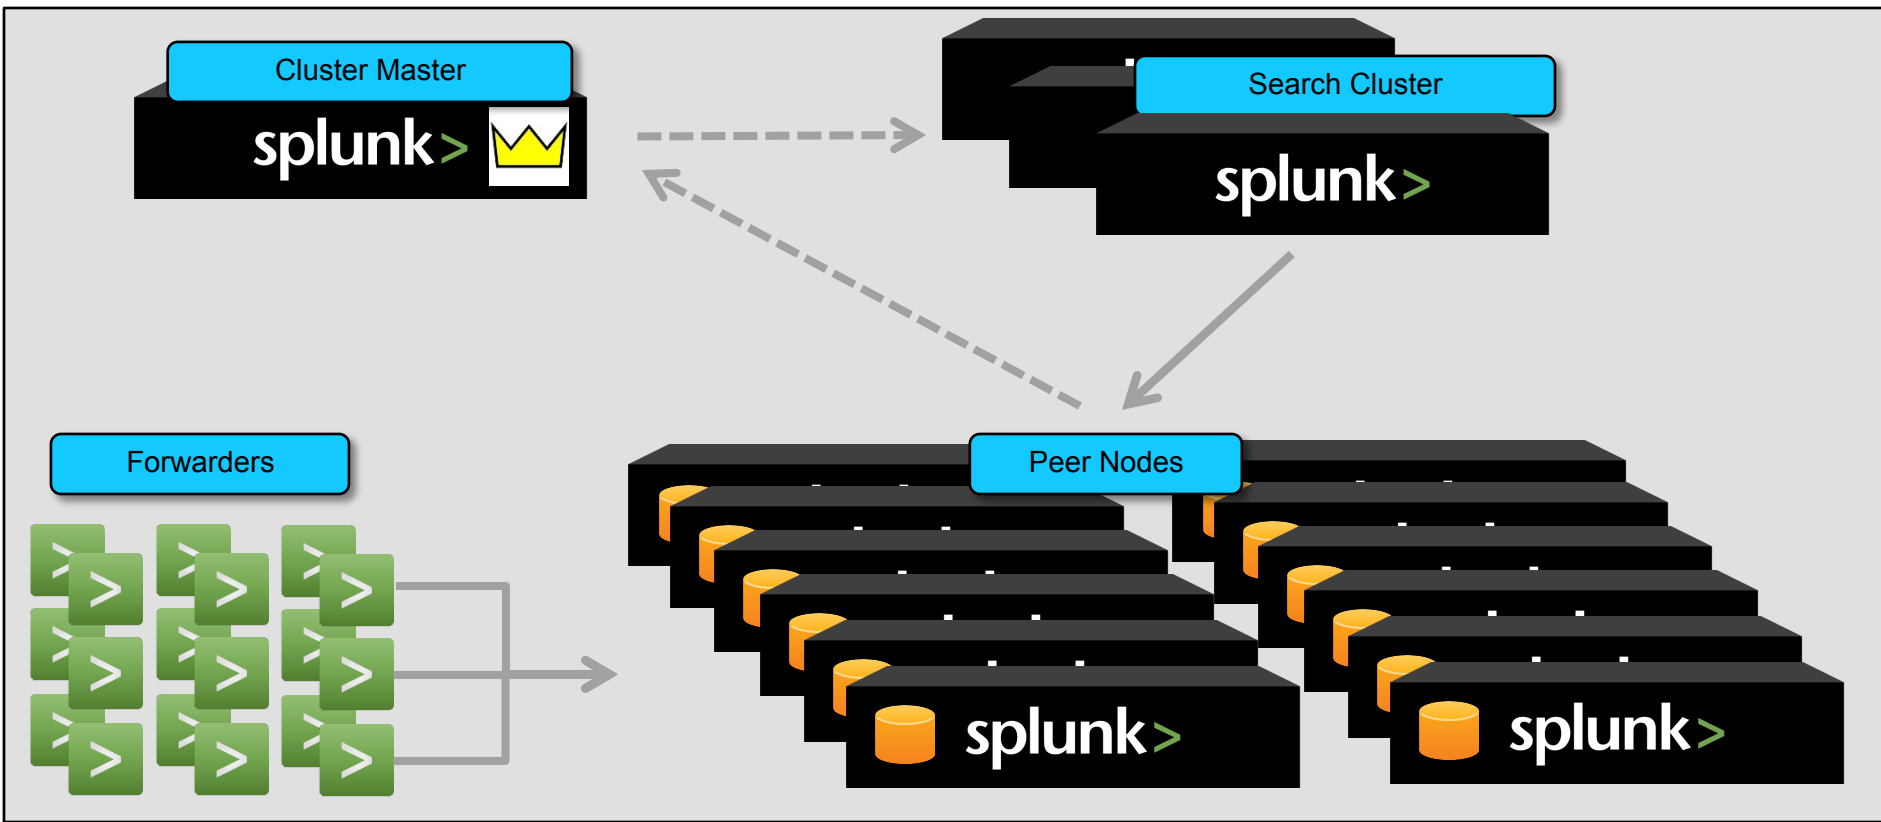 Cluster Master
splunk>
Search Cluster
splunk>
Forwarders
>
>
>
>
>
>
>
>
>
Peer Nodes
splunk>
splunk>